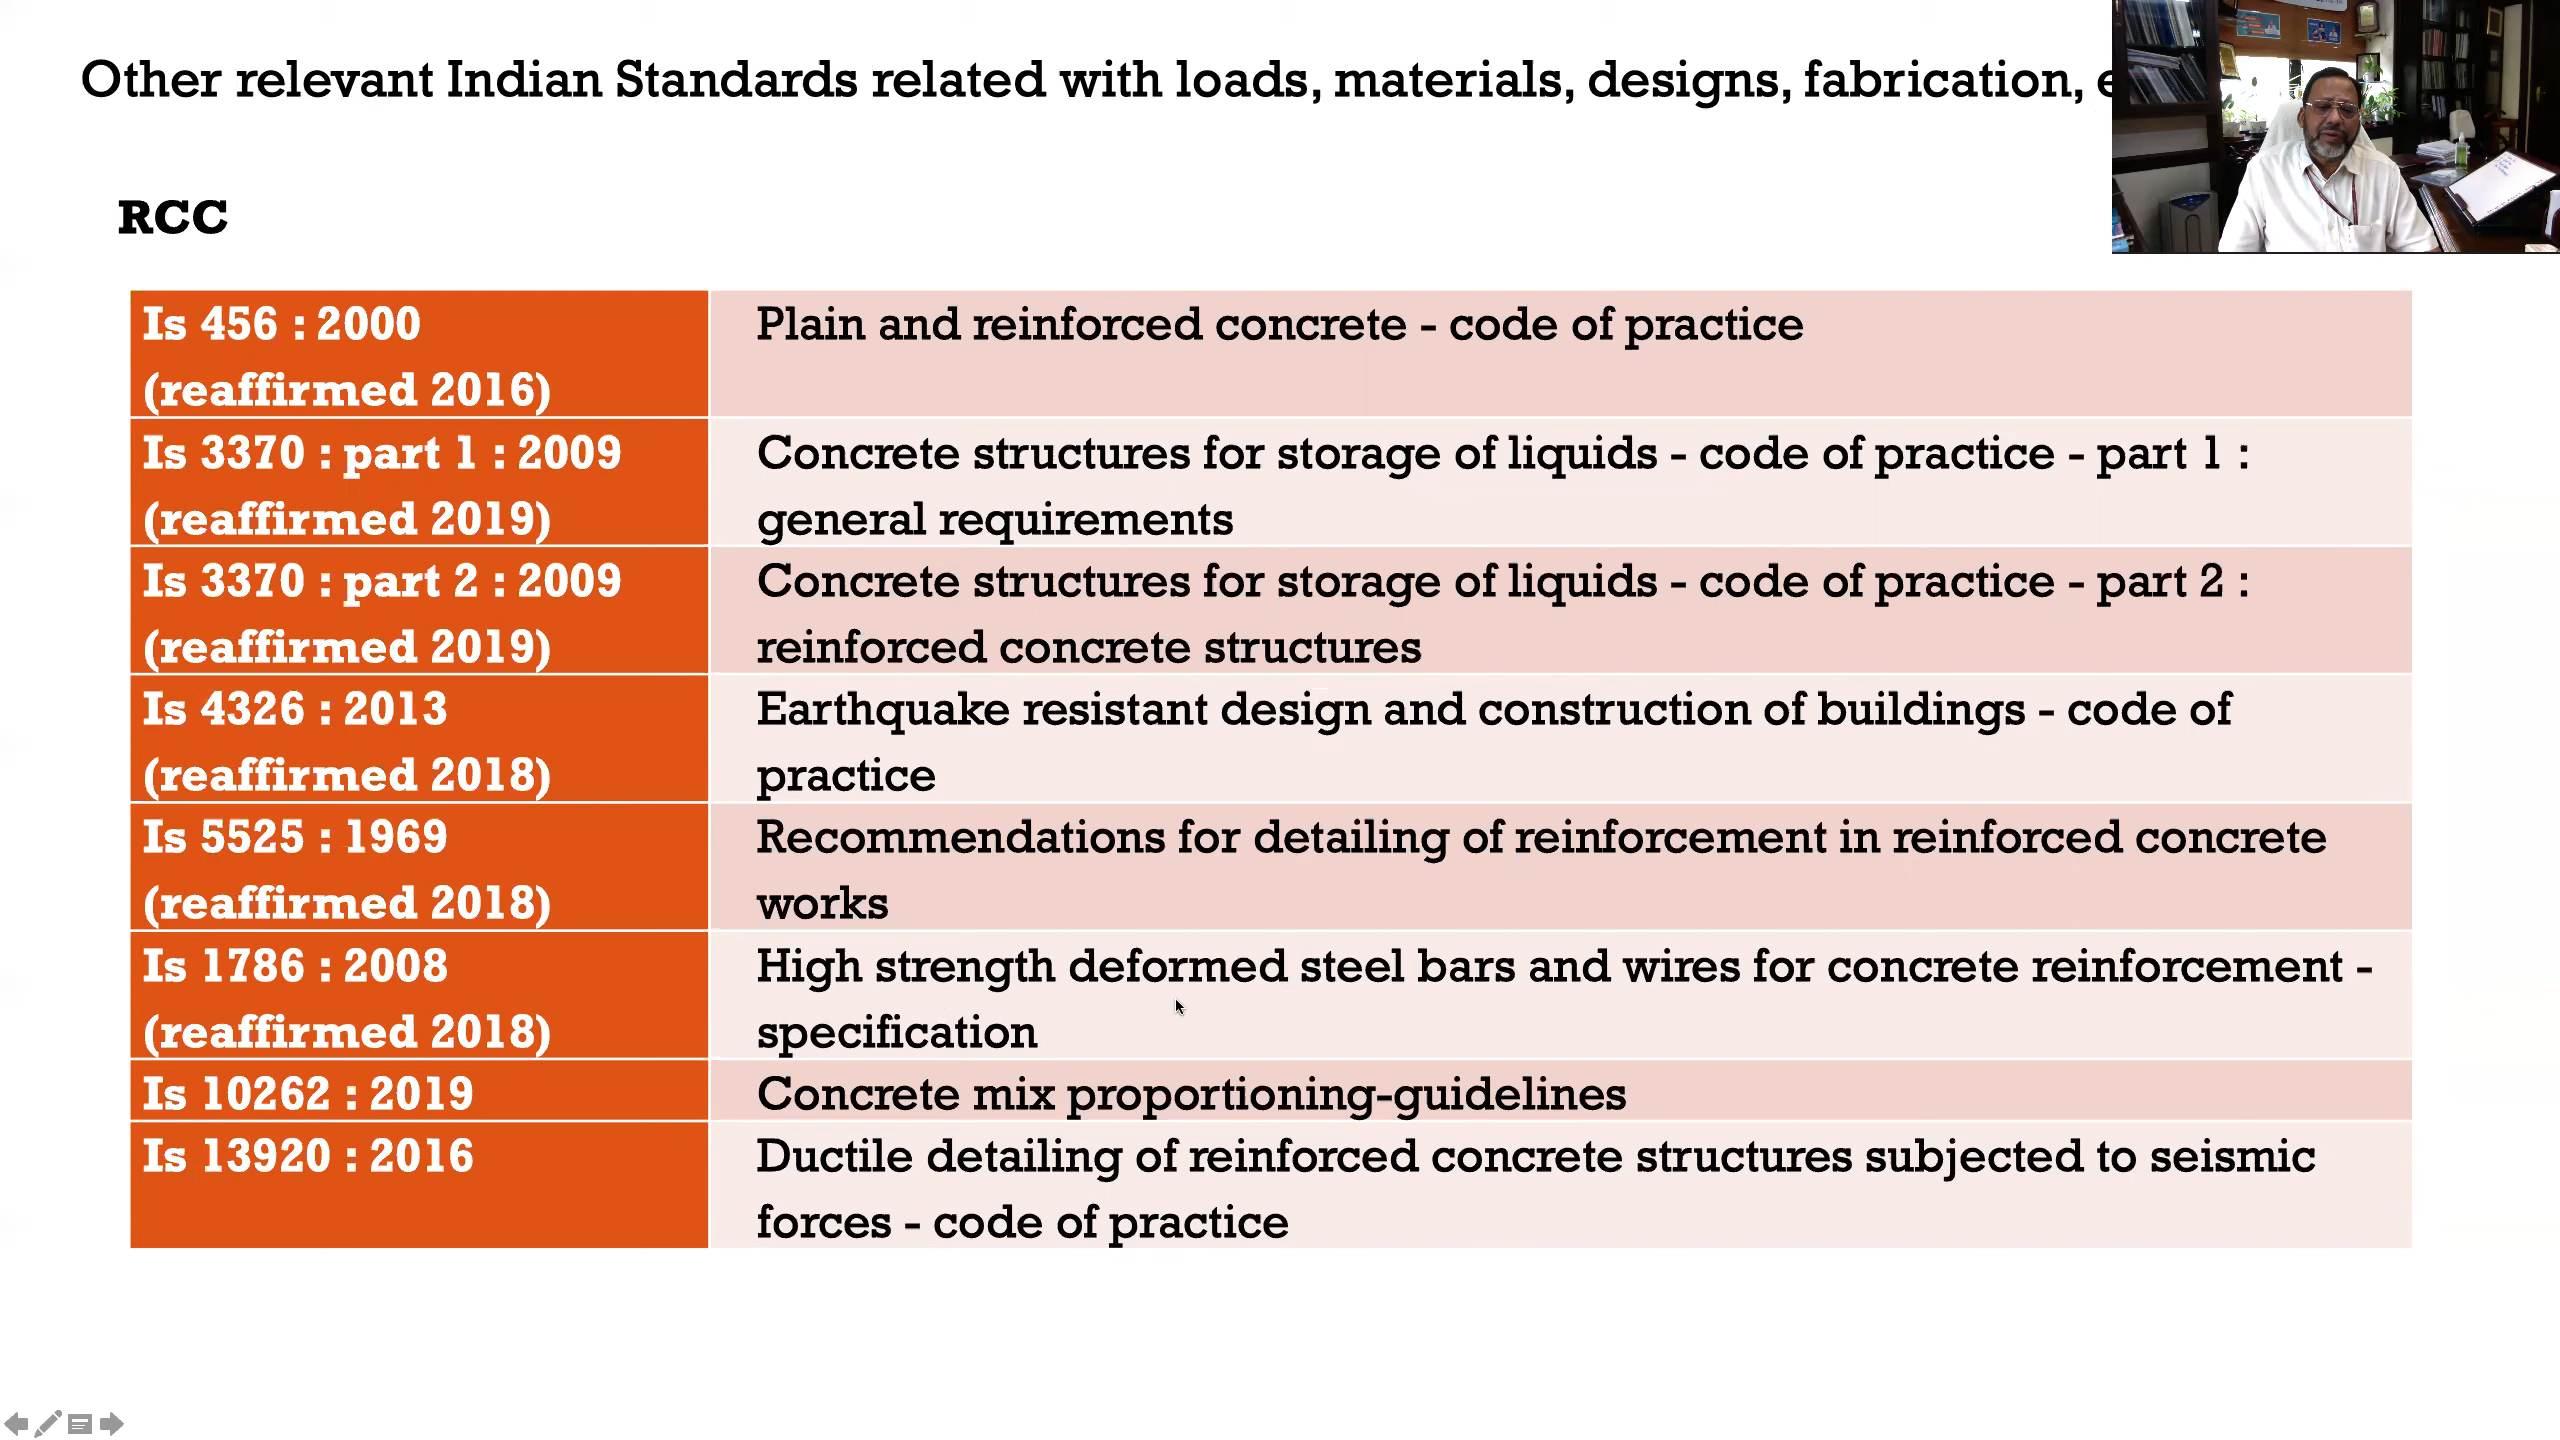 Other relevant Indian Standards related with loads, materials, designs, fabrication,
RCC
Is 456 : 2000
(reaffirmed 2016)
Plain and reinforced concrete - code of practice
Is 3370 : part 1 : 2009
(reaffirmed 2019)
Concrete structures for storage of liquids - code of practice - part 1 :
general requirements
Is 3370 : part 2 : 2009
(reaffirmed 2019)
Concrete structures for storage of liquids - code of practice - part 2 :
reinforced concrete structures
Is 4326 : 2013
(reaffirmed 2018)
Earthquake resistant design and construction of buildings - code of
practice
Is 5525 : 1969
(reaffirmed 2018)
Recommendations for detailing of reinforcement in reinforced concrete
works
Is 1786 : 2008
(reaffirmed 2018)
High strength deformed steel bars and wires for concrete reinforcement -
specification
Is 10262 : 2019
Concrete mix proportioning-guidelines
Is 13920 : 2016
Ductile detailing of reinforced concrete structures subjected to seismic
forces - code of practice